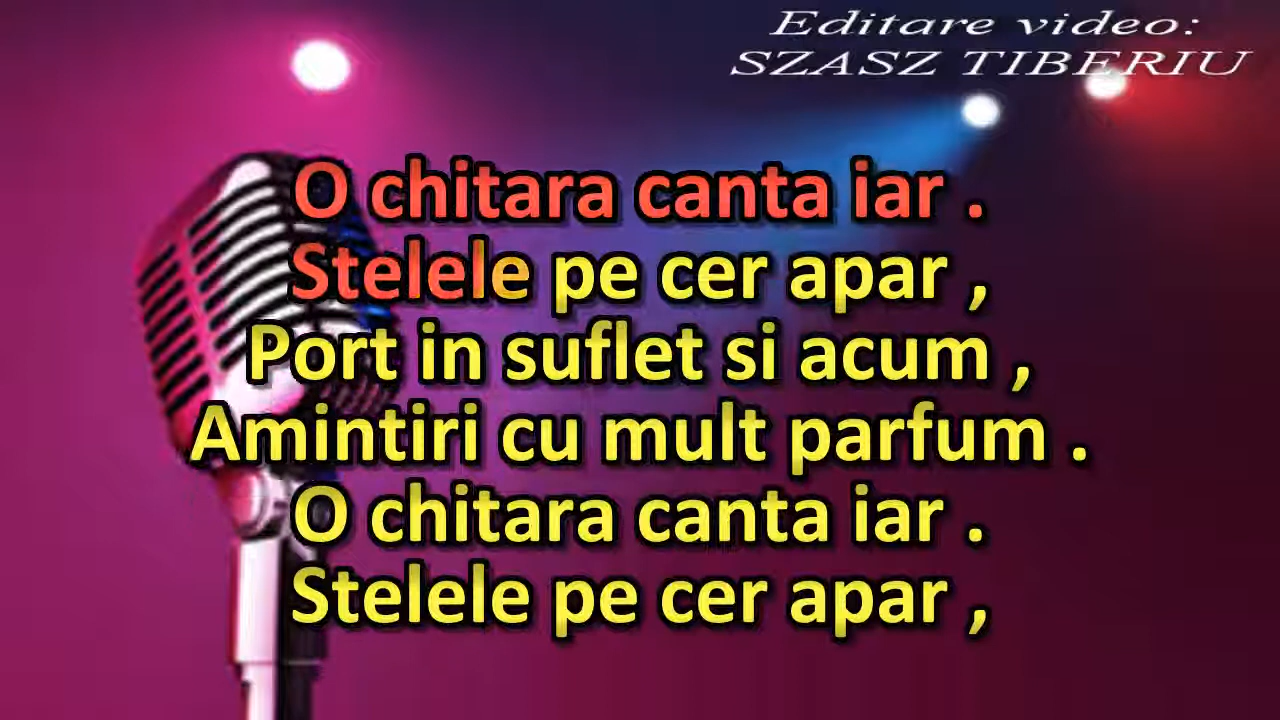 Editare video:
SZASZ TIBERIU
O chitara canta iar .
Stelele pe cer apar ,
Port in suflet si acum ,
Amintiri cu mult parfum .
O chitara canta iar .
Stelele pe cer apar ,